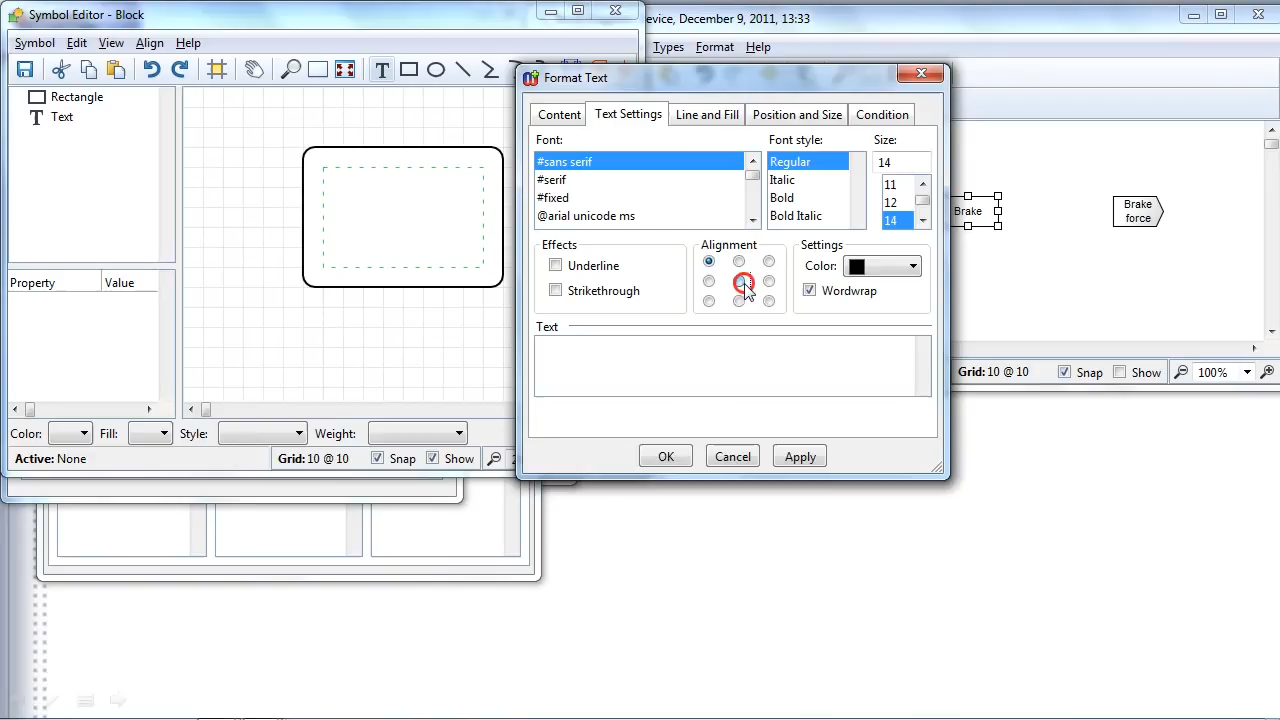 Symbol Editor - Block
Symbol Edit View Align Help
Rectangle
Text
Property Value
Color: Fill: Style: Weight:
Active: None
Grid: 10 @ 10 Snap Show
evice, December 9, 2011, 13:33
Types Format Help
Format Text
Content Text Settings Line and Fill Position and Size Condition
Font: Font style: Size:
#sans serif Regular 14
#serif Italic 11
#fixed Bold 12
@arial unicode ms Bold Italic 14
Effects Alignment Settings
Underline Color:
Strikethrough Wordwrap
Text
OK Cancel Apply
Brake
Brake
force
Grid: 10 @ 10 Snap Show 100%